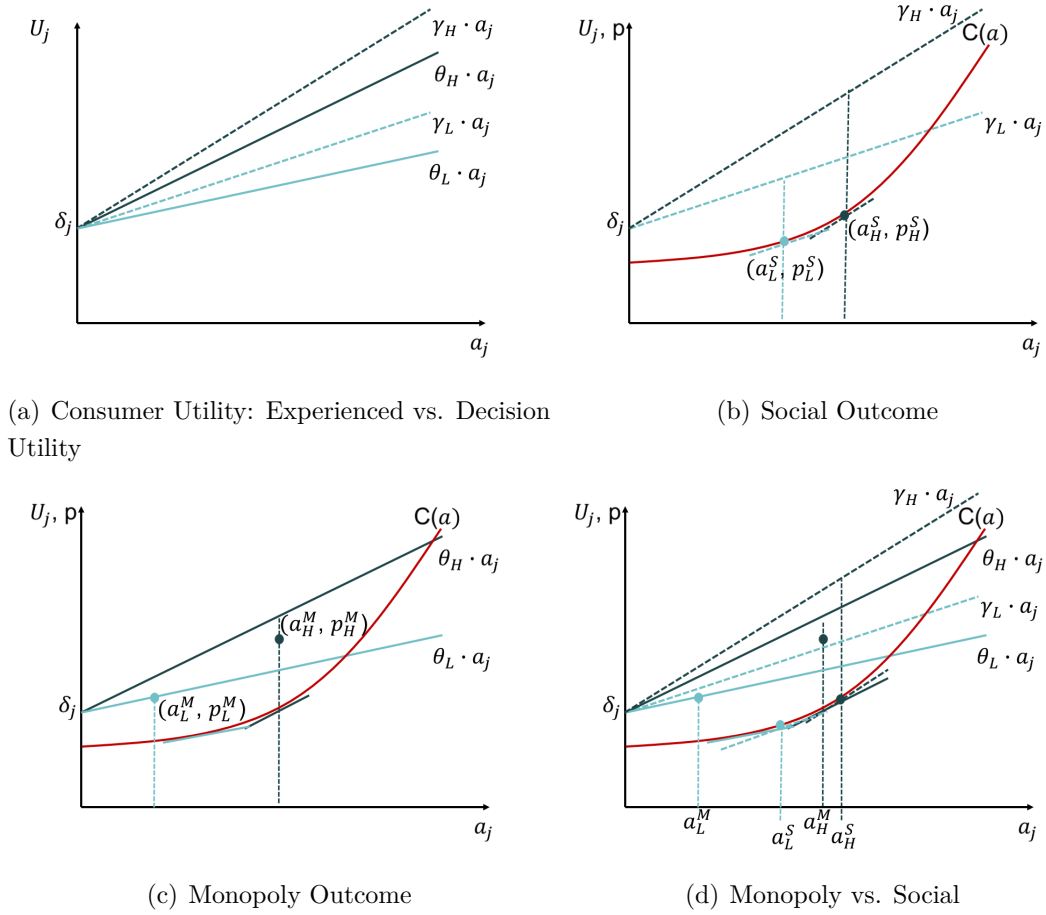 U_j
γ_H · a_j
θ_H · a_j
γ_L · a_j
θ_L · a_j
δ_j
a_j
(a) Consumer Utility: Experienced vs. Decision
Utility
U_j, p
γ_H · a_j
C(a)
γ_L · a_j
δ_j
(a_H^S, p_H^S)
(a_L^S, p_L^S)
a_j
(b) Social Outcome
U_j, p
C(a)
θ_H · a_j
(a_H^M, p_H^M)
θ_L · a_j
δ_j
(a_L^M, p_L^M)
a_j
(c) Monopoly Outcome
U_j, p
γ_H · a_j
C(a)
θ_H · a_j
γ_L · a_j
θ_L · a_j
δ_j
a_L^M
a_L^S
a_H^M
a_H^S
a_j
(d) Monopoly vs. Social